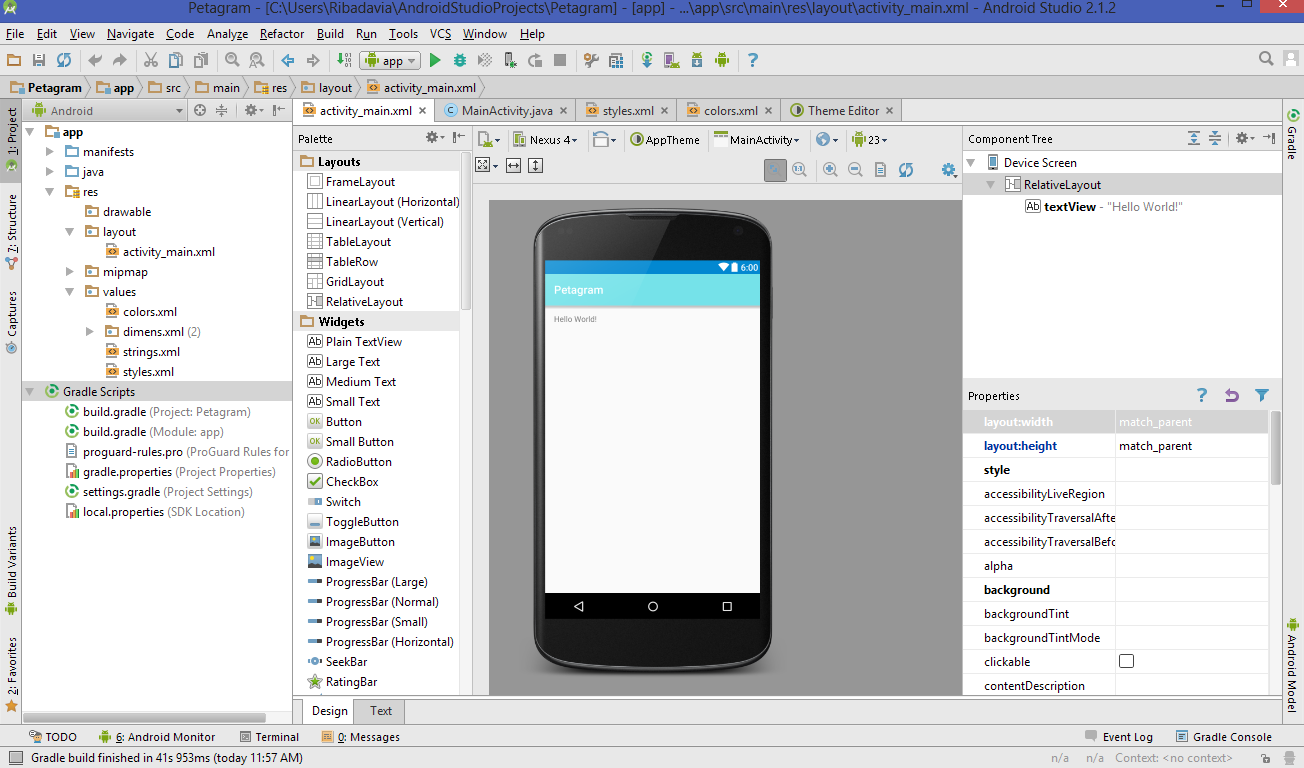 Petagram - [C:\Users\Ribadavia\AndroidStudioProjects\Petagram] - [app] - ...\app\src\main\res\layout\activity_main.xml - Android Studio 2.1.2
File Edit View Navigate Code Analyze Refactor Build Run Tools VCS Window Help
app
Petagram app src main res layout activity_main.xml
1: Project
7: Structure
Captures
Build Variants
2: Favorites
Android
app
manifests
java
res
drawable
layout
activity_main.xml
mipmap
values
colors.xml
dimens.xml (2)
strings.xml
styles.xml
Gradle Scripts
build.gradle (Project: Petagram)
build.gradle (Module: app)
proguard-rules.pro (ProGuard Rules for
gradle.properties (Project Properties)
settings.gradle (Project Settings)
local.properties (SDK Location)
activity_main.xml MainActivity.java styles.xml colors.xml Theme Editor
Palette
Layouts
FrameLayout
LinearLayout (Horizontal)
LinearLayout (Vertical)
TableLayout
TableRow
GridLayout
RelativeLayout
Widgets
Ab Plain TextView
Ab Large Text
Ab Medium Text
Ab Small Text
OK Button
OK Small Button
RadioButton
CheckBox
Switch
ToggleButton
ImageButton
ImageView
ProgressBar (Large)
ProgressBar (Normal)
ProgressBar (Small)
ProgressBar (Horizontal)
SeekBar
RatingBar
Nexus 4 AppTheme MainActivity 23
6:00
Petagram
Hello World!
Design Text
Component Tree
Device Screen
RelativeLayout
Ab textView - "Hello World!"
Properties
layout:width match_parent
layout:height match_parent
style
accessibilityLiveRegion
accessibilityTraversalAfte
accessibilityTraversalBefo
alpha
background
backgroundTint
backgroundTintMode
clickable
contentDescription
Gradle
Android Model
TODO 6: Android Monitor Terminal 0: Messages Event Log Gradle Console
Gradle build finished in 41s 953ms (today 11:57 AM) n/a n/a Context: <no context>